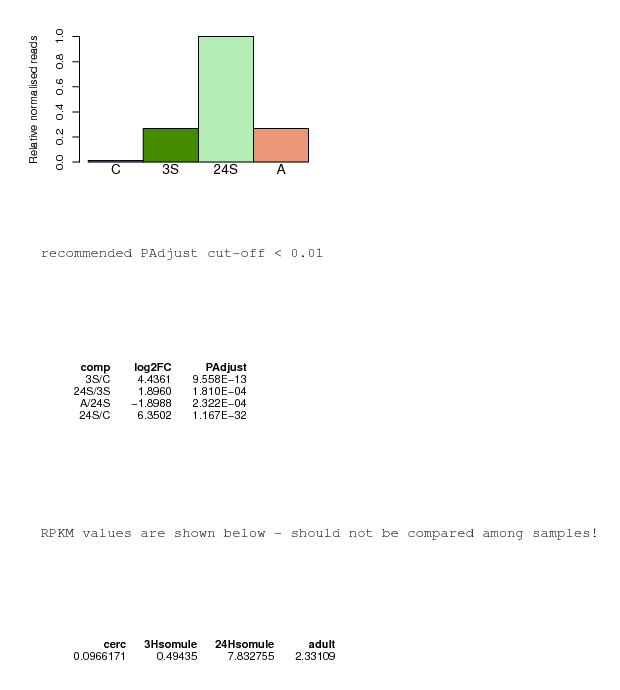 Relative normalised reads
1.0
0.8
0.6
0.4
0.2
0.0
C 3S 24S A
recommended PAdjust cut-off < 0.01
comp log2FC PAdjust
3S/C 4.4361 9.558E-13
24S/3S 1.8960 1.810E-04
A/24S -1.8988 2.322E-04
24S/C 6.3502 1.167E-32
RPKM values are shown below - should not be compared among samples!
cerc 3Hsomule 24Hsomule adult
0.0966171 0.49435 7.832755 2.33109